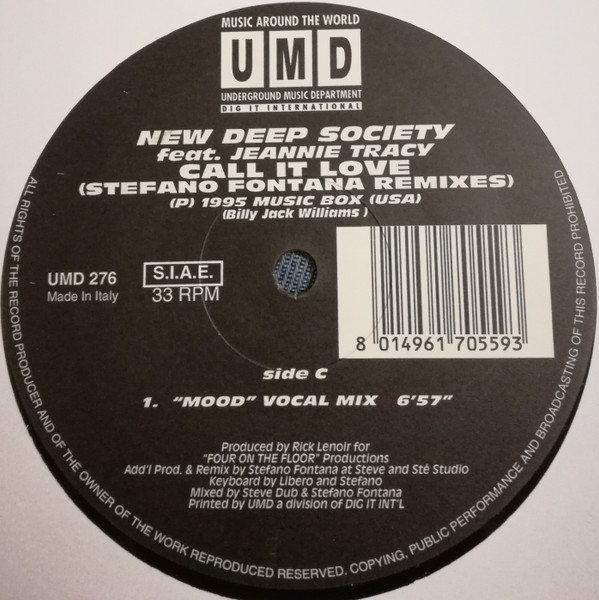 MUSIC AROUND THE WORLD
UMD
UNDERGROUND MUSIC DEPARTMENT
DIG IT INTERNATIONAL
NEW DEEP SOCIETY
feat. JEANNIE TRACY
CALL IT LOVE
(STEFANO FONTANA REMIXES)
(P) 1995 MUSIC BOX (USA)
(Billy Jack Williams)
UMD 276
Made In Italy
S.I.A.E.
33 RPM
8 014961 705593
side C
1. "MOOD" VOCAL MIX 6'57"
Produced by Rick Lenoir for
"FOUR ON THE FLOOR" Productions
Add'l Prod. & Remix by Stefano Fontana at Steve and Sté Studio
Keyboard by Libero and Stefano
Mixed by Steve Dub & Stefano Fontana
Printed by UMD a division of DIG IT INT'L
ALL RIGHTS OF THE RECORD PRODUCER AND OF THE OWNER OF THE WORK REPRODUCED RESERVED. COPYING, PUBLIC PERFORMANCE AND BROADCASTING OF THIS RECORD PROHIBITED